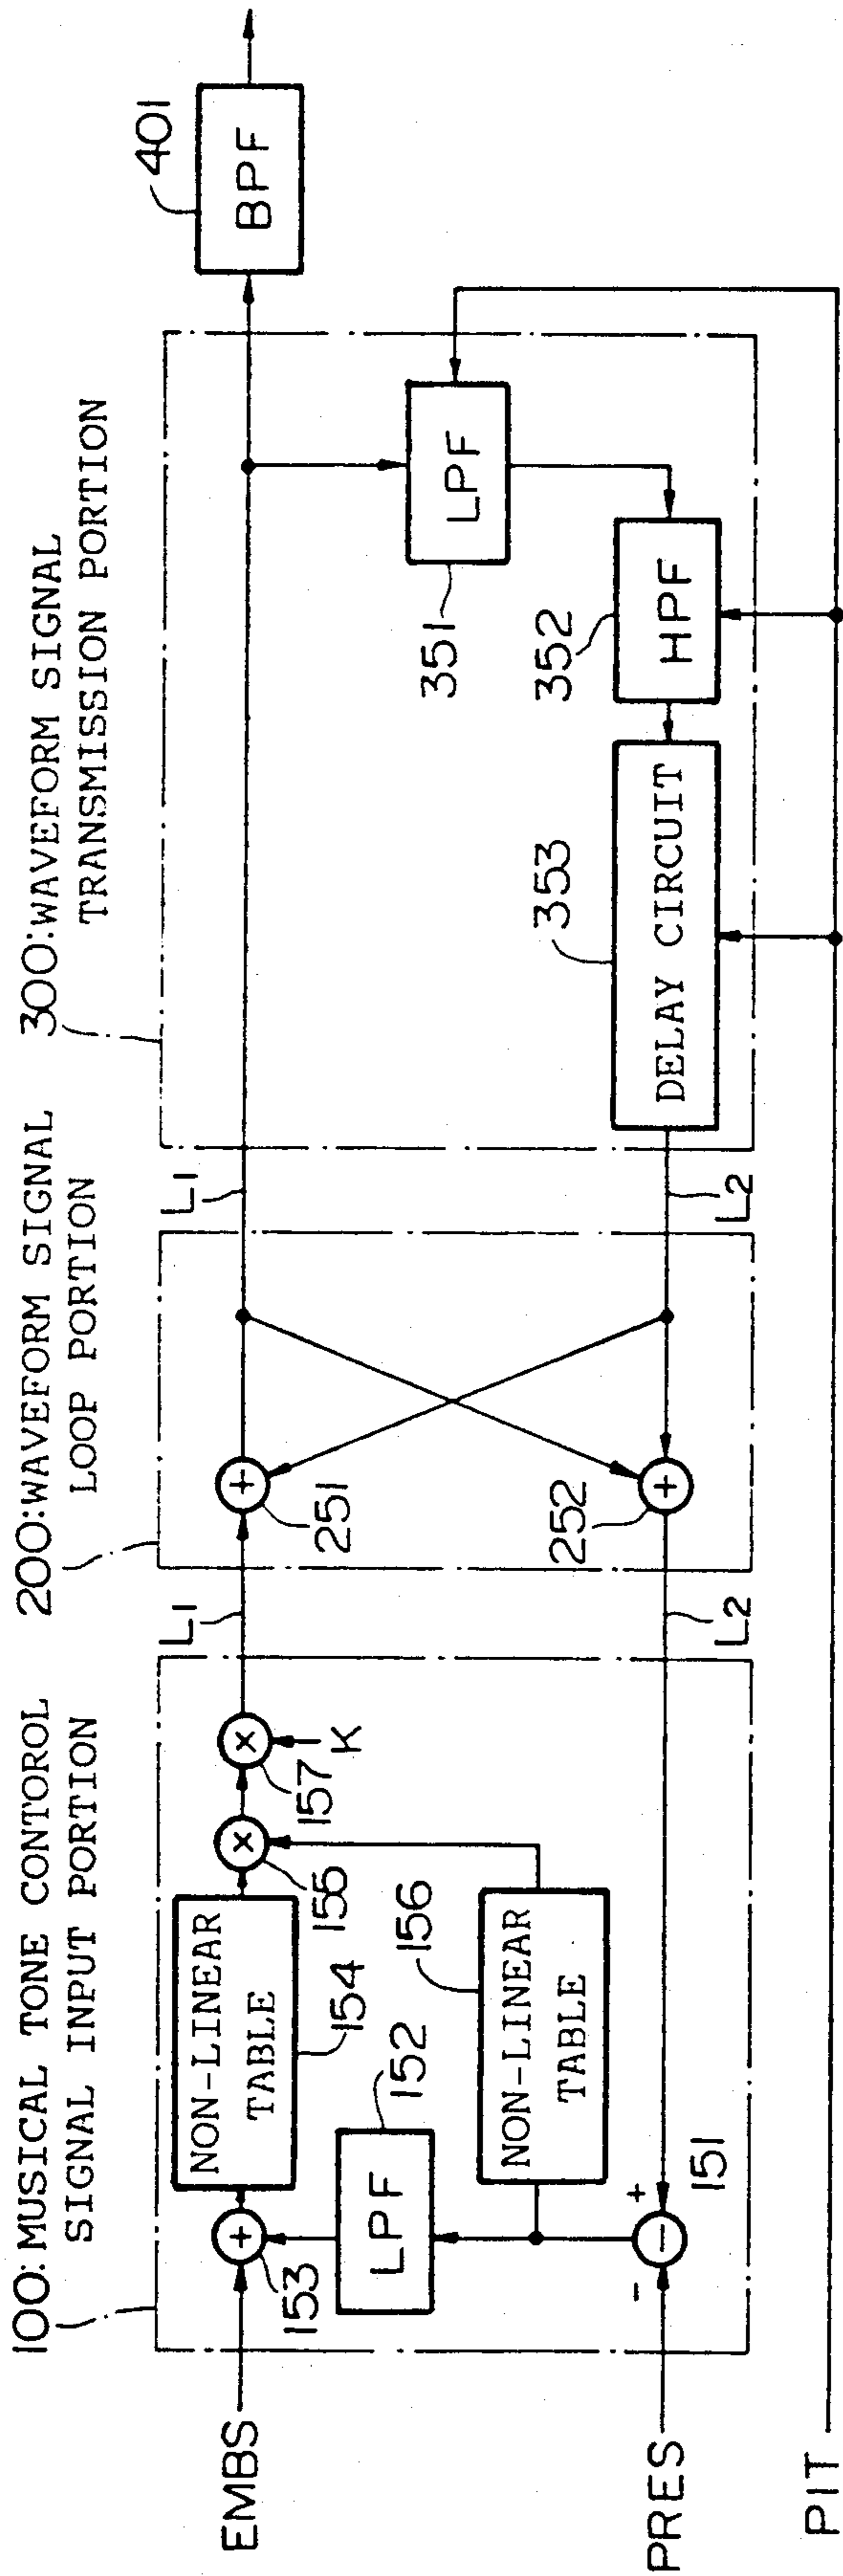 100:MUSICAL TONE CONTOROL
SIGNAL INPUT PORTION
200:WAVEFORM SIGNAL
LOOP PORTION
300:WAVEFORM SIGNAL
TRANSMISSION PORTION
EMBS
153
NON-LINEAR
TABLE
154
155
157
K
L1
251
L1
401
BPF
LPF
152
NON-LINEAR
TABLE
156
LPF
351
HPF
352
DELAY CIRCUIT
353
PRES
-
+
151
L2
252
L2
PIT